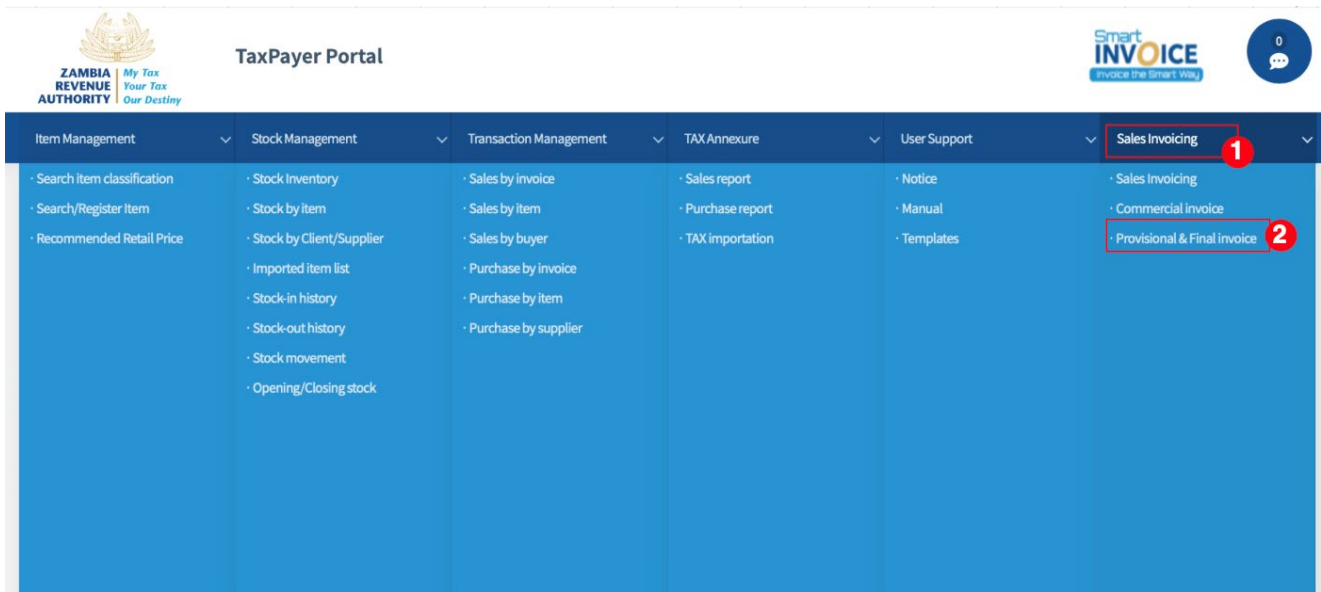 ZAMBIA
REVENUE
AUTHORITY
My Tax
Your Tax
Our Destiny
TaxPayer Portal
Smart
INVOICE
Invoice the Smart Way
0
Item Management
Stock Management
Transaction Management
TAX Annexure
User Support
Sales Invoicing
1
· Search item classification
· Search/Register Item
· Recommended Retail Price
· Stock Inventory
· Stock by item
· Stock by Client/Supplier
· Imported item list
· Stock-in history
· Stock-out history
· Stock movement
· Opening/Closing stock
· Sales by invoice
· Sales by item
· Sales by buyer
· Purchase by invoice
· Purchase by item
· Purchase by supplier
· Sales report
· Purchase report
· TAX importation
· Notice
· Manual
· Templates
· Sales Invoicing
· Commercial invoice
· Provisional & Final invoice
2